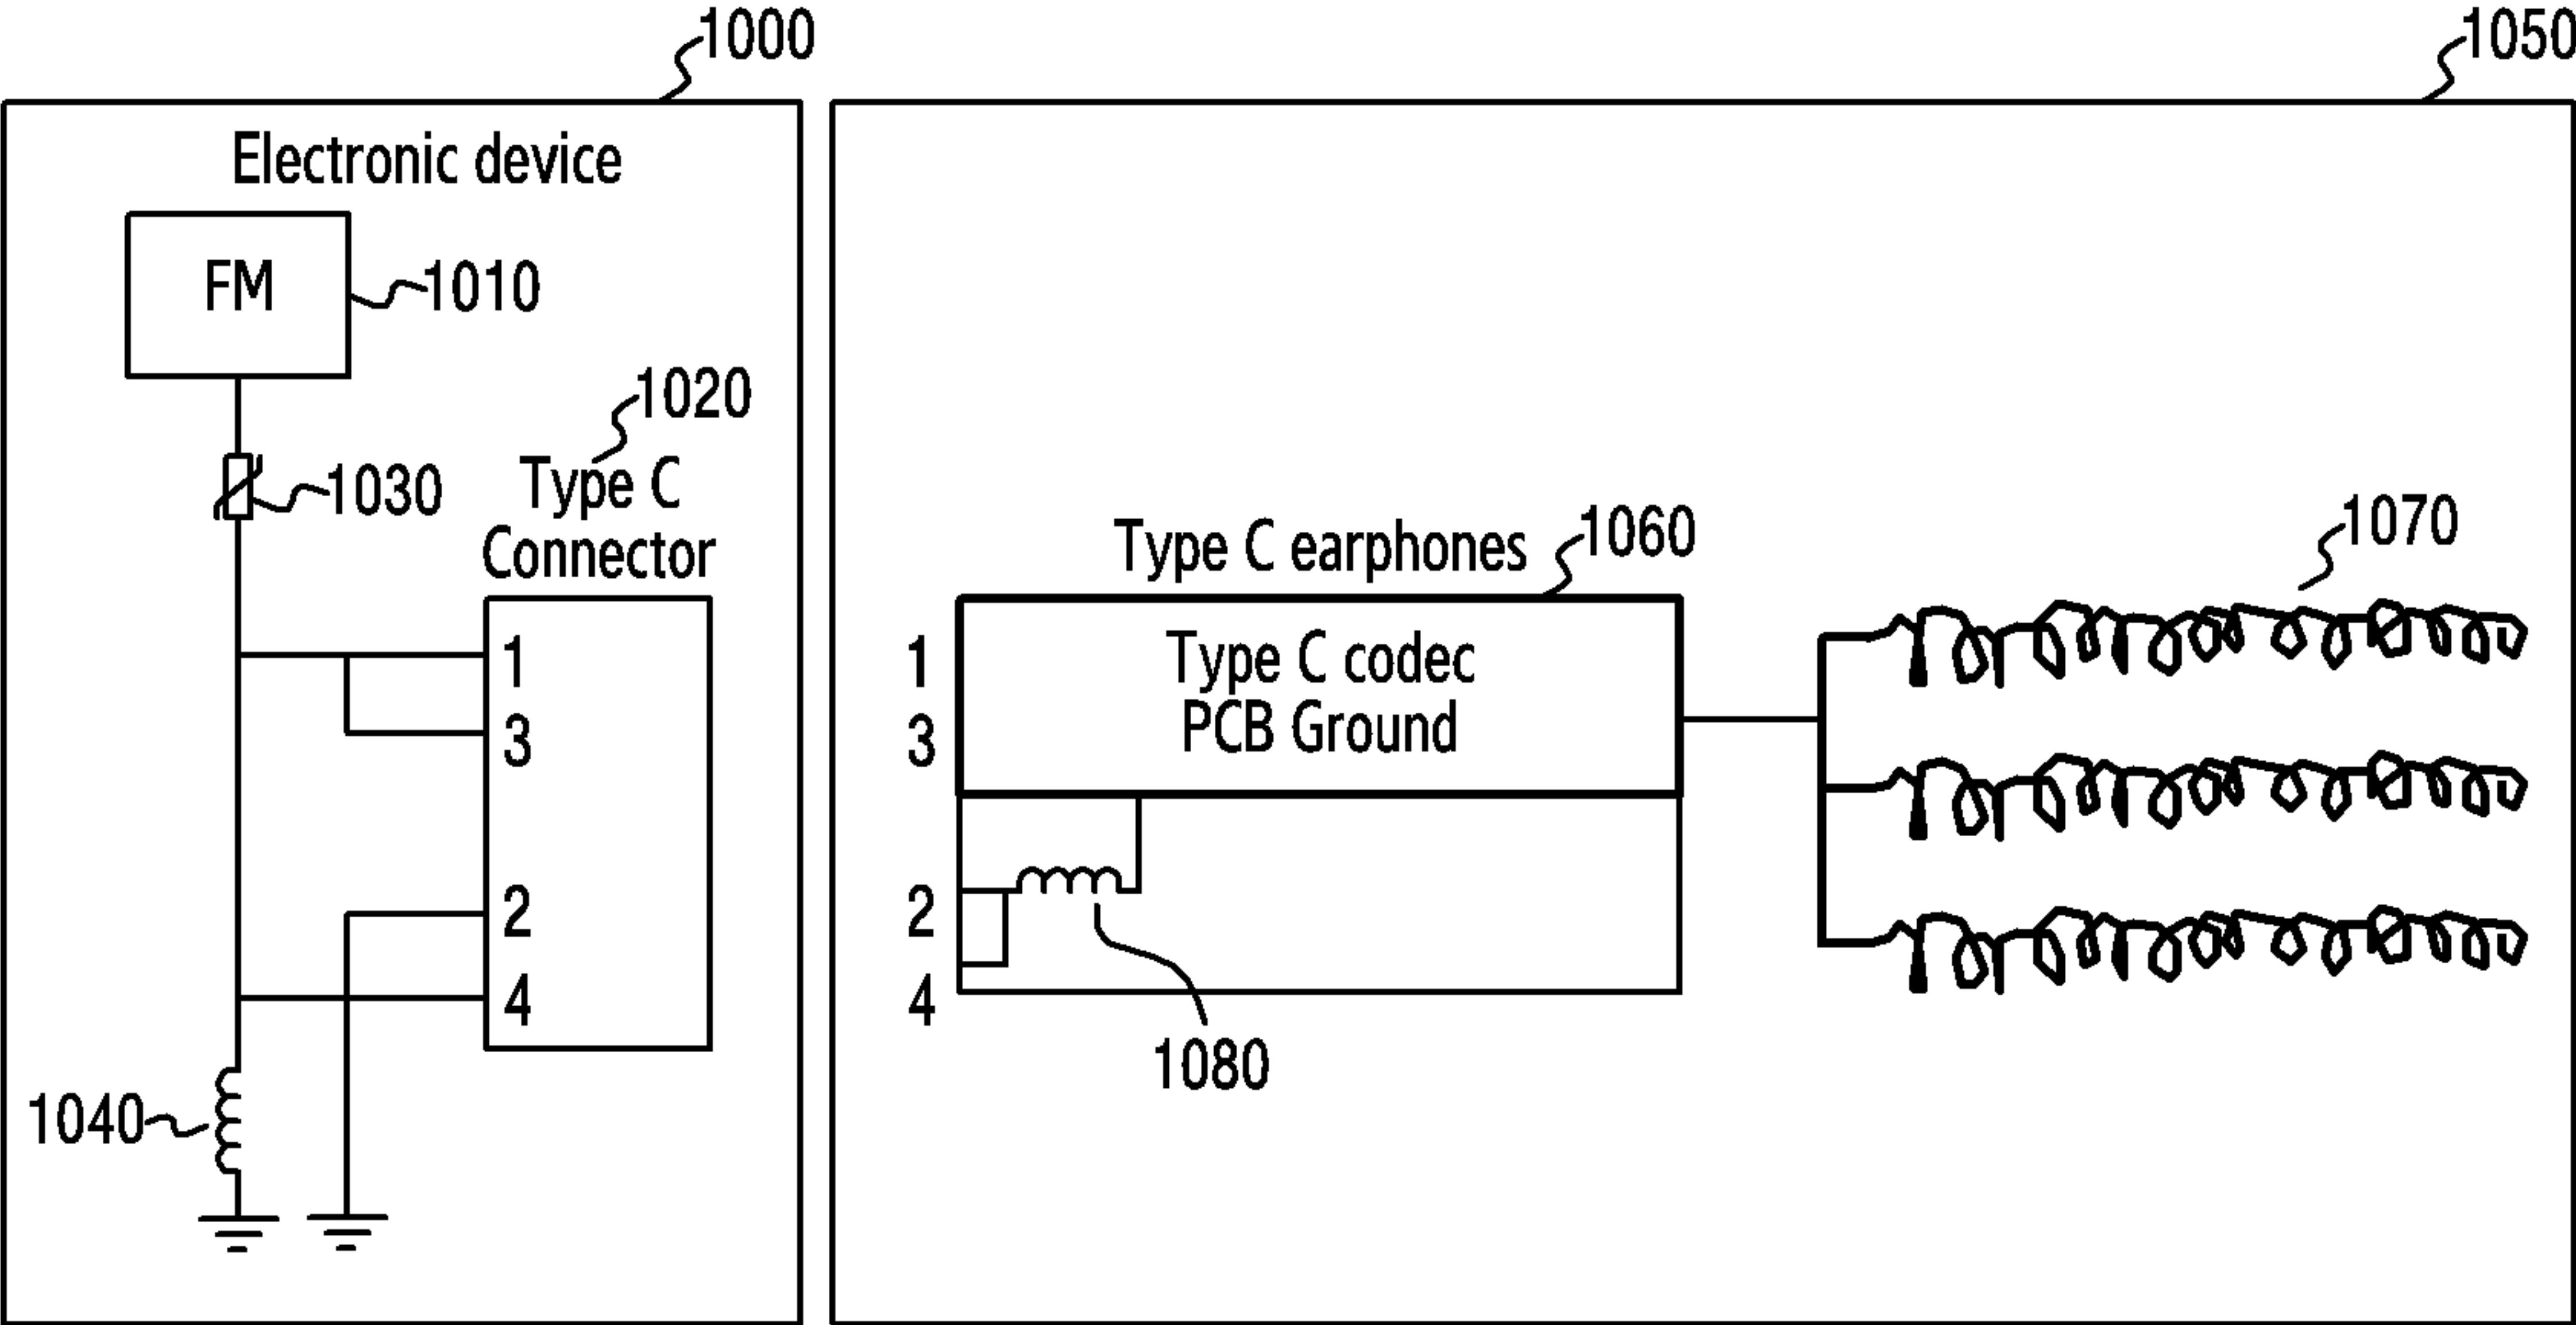 1000
1050
Electronic device
FM
1010
1020
1030
Type C
Connector
1
3
2
4
1040
Type C earphones
1060
1070
1
3
2
4
Type C codec
PCB Ground
1080